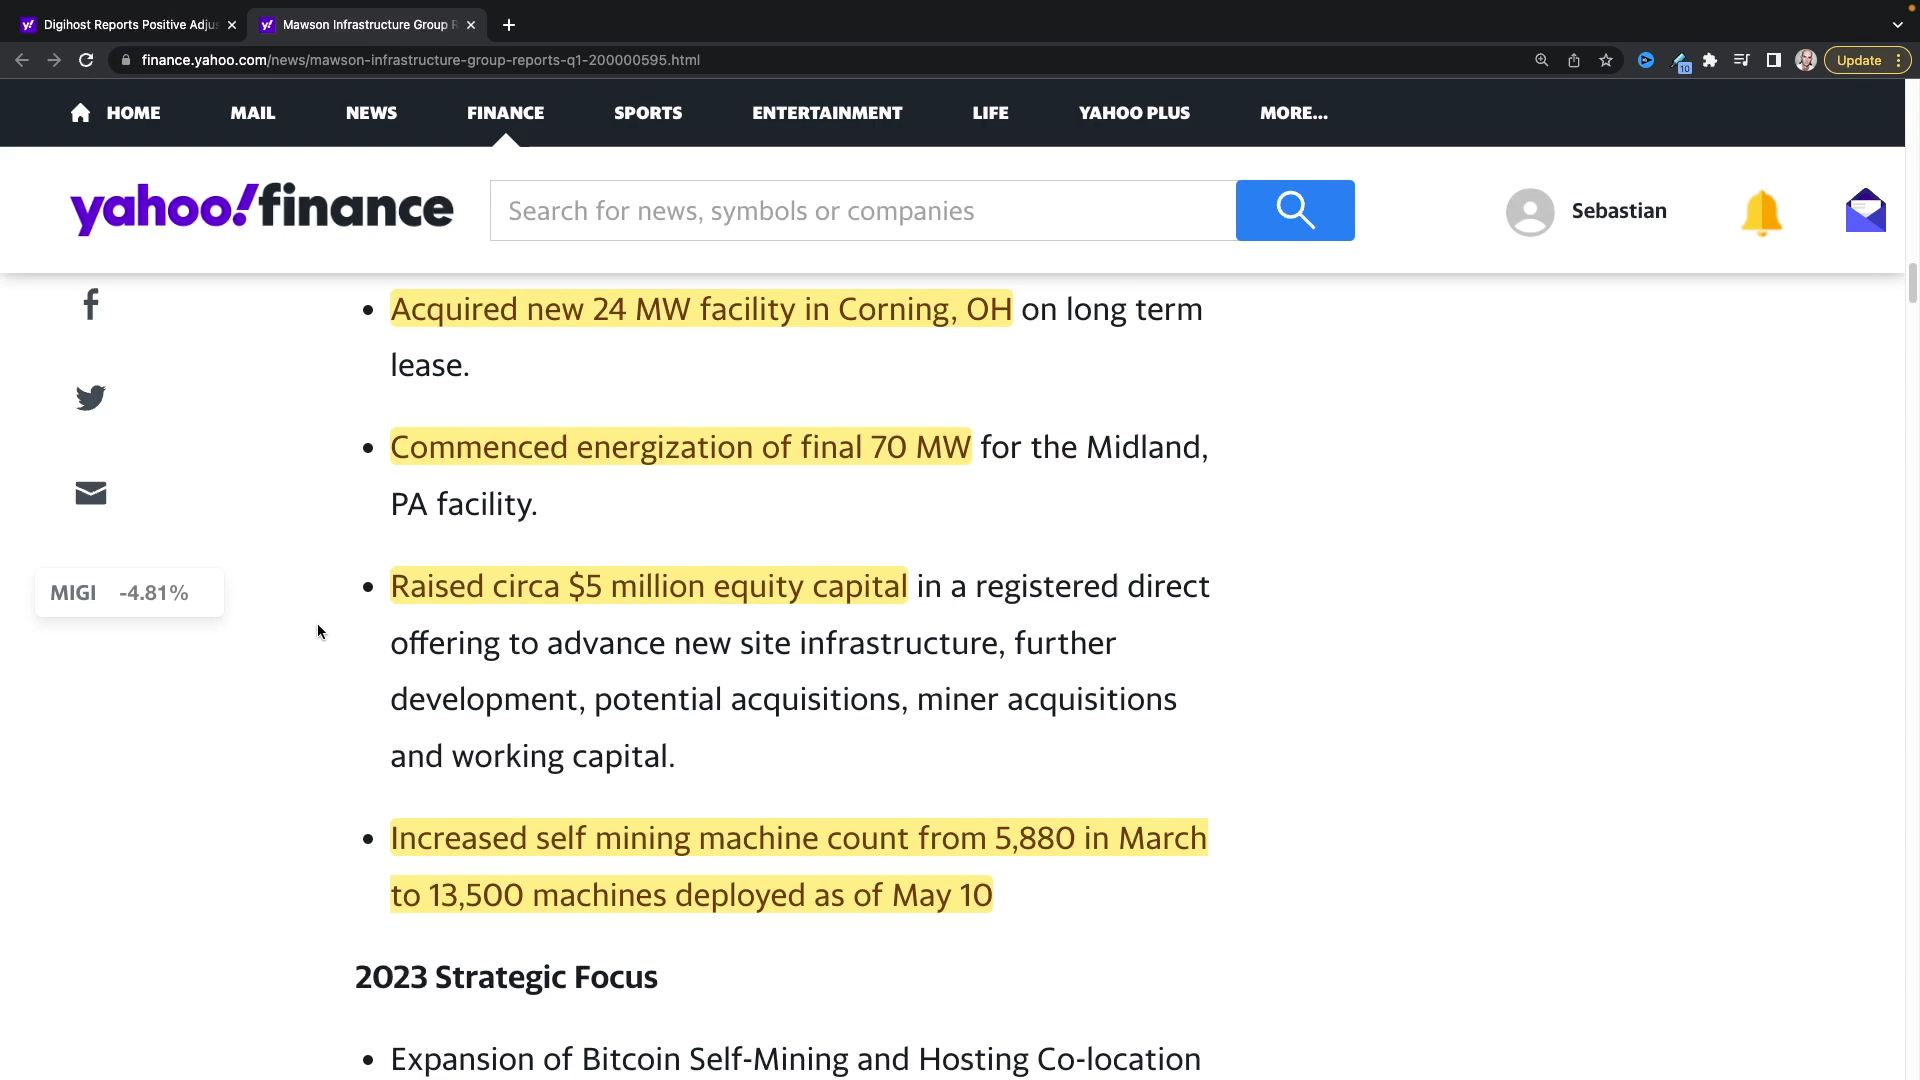 Digihost Reports Positive Adju
Mawson Infrastructure Group R
finance.yahoo.com/news/mawson-infrastructure-group-reports-q1-200000595.html
10
Update
HOME MAIL NEWS FINANCE SPORTS ENTERTAINMENT LIFE YAHOO PLUS MORE...
yahoo!finance
Search for news, symbols or companies
Sebastian
• Acquired new 24 MW facility in Corning, OH on long term
lease.
• Commenced energization of final 70 MW for the Midland,
PA facility.
MIGI -4.81%
• Raised circa $5 million equity capital in a registered direct
offering to advance new site infrastructure, further
development, potential acquisitions, miner acquisitions
and working capital.
• Increased self mining machine count from 5,880 in March
to 13,500 machines deployed as of May 10
2023 Strategic Focus
• Expansion of Bitcoin Self-Mining and Hosting Co-location